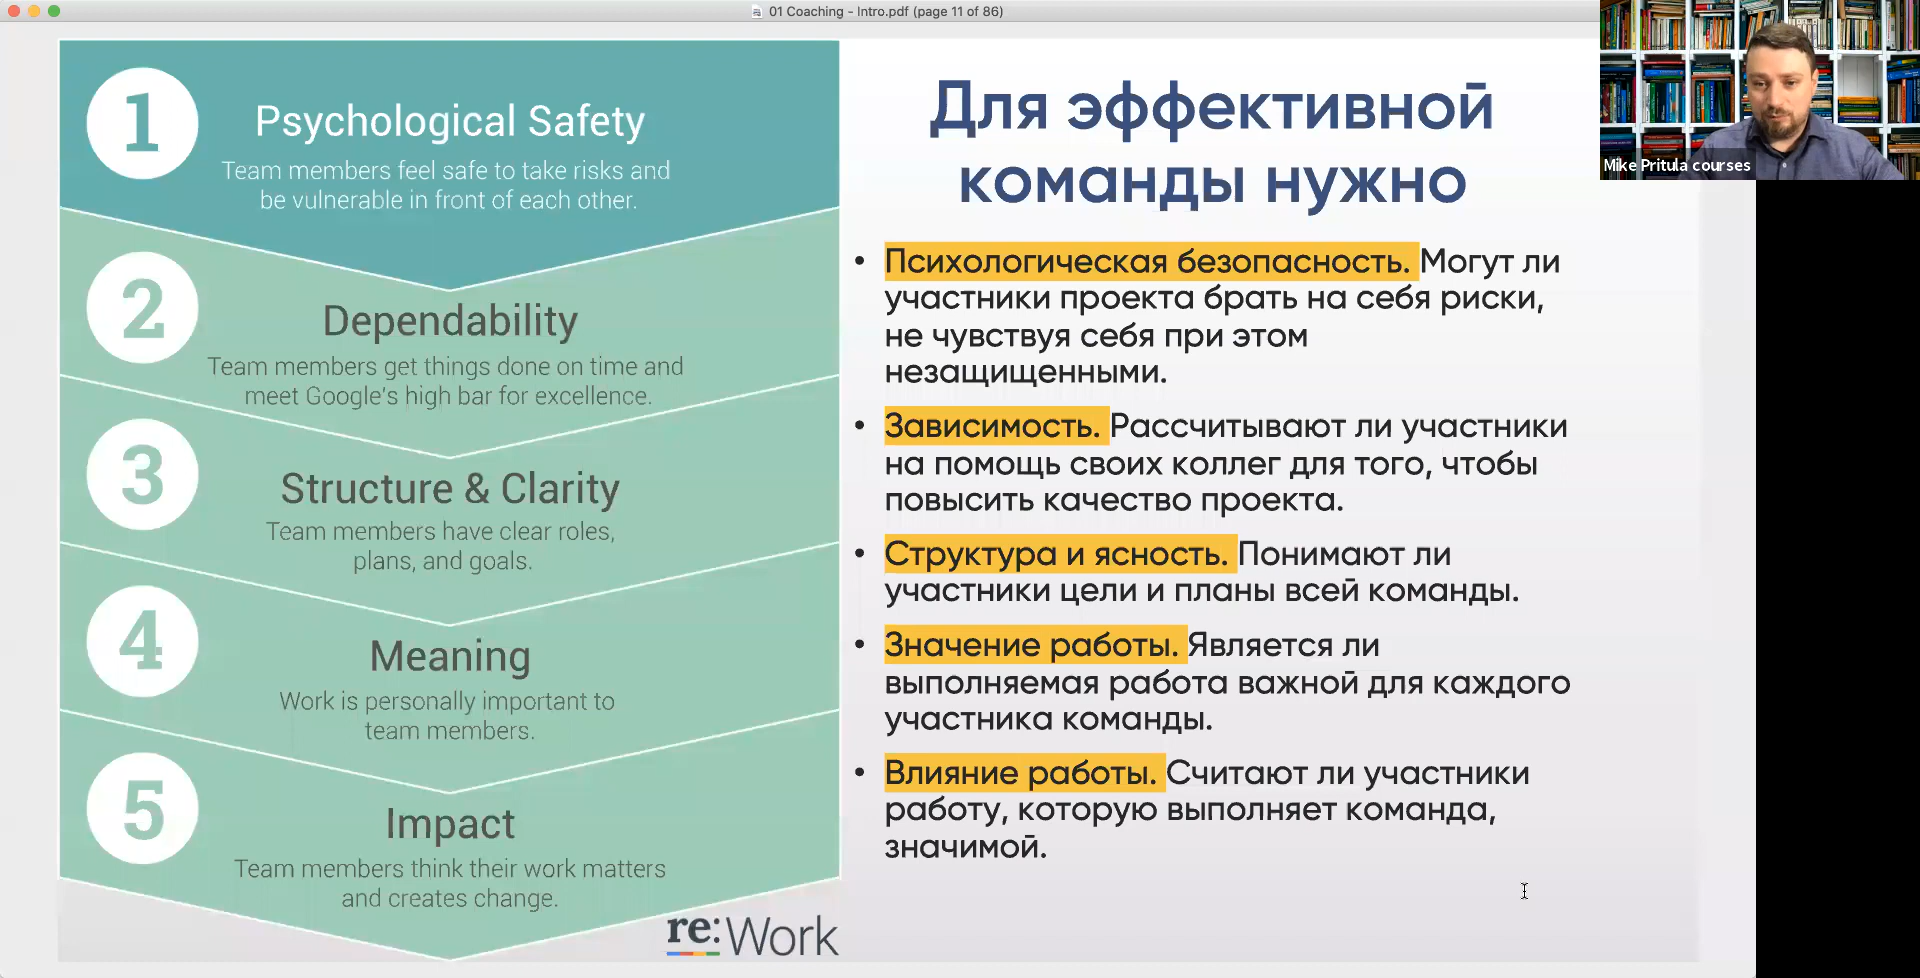 01 Coaching - Intro.pdf (page 11 of 86)
1
Psychological Safety
Team members feel safe to take risks and
be vulnerable in front of each other.
2
Dependability
Team members get things done on time and
meet Google's high bar for excellence.
3
Structure & Clarity
Team members have clear roles,
plans, and goals.
4
Meaning
Work is personally important to
team members.
5
Impact
Team members think their work matters
and creates change.
re:Work
Для эффективной
команды нужно
• Психологическая безопасность. Могут ли
участники проекта брать на себя риски,
не чувствуя себя при этом
незащищенными.
• Зависимость. Рассчитывают ли участники
на помощь своих коллег для того, чтобы
повысить качество проекта.
• Структура и ясность. Понимают ли
участники цели и планы всей команды.
• Значение работы. Является ли
выполняемая работа важной для каждого
участника команды.
• Влияние работы. Считают ли участники
работу, которую выполняет команда,
значимой.
Mike Pritula courses